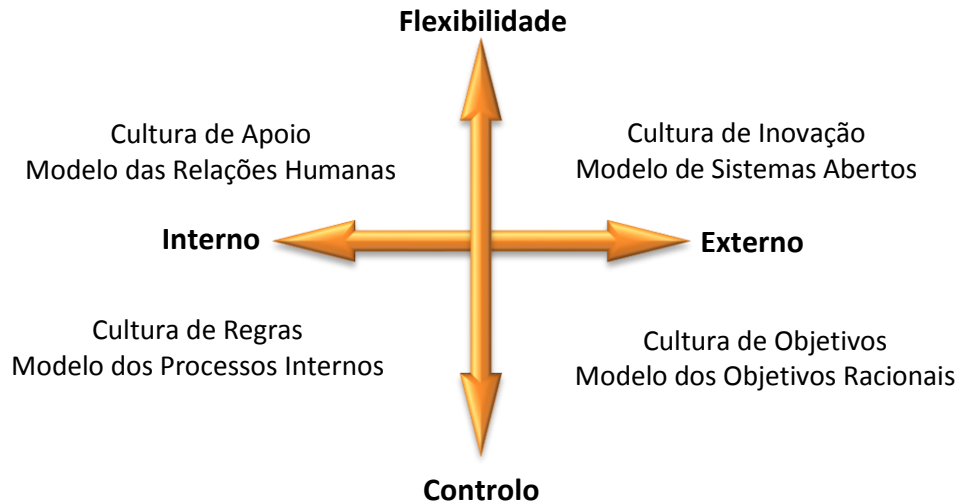 Flexibilidade
Cultura de Apoio
Modelo das Relações Humanas
Cultura de Inovação
Modelo de Sistemas Abertos
Interno
Externo
Cultura de Regras
Modelo dos Processos Internos
Cultura de Objetivos
Modelo dos Objetivos Racionais
Controlo